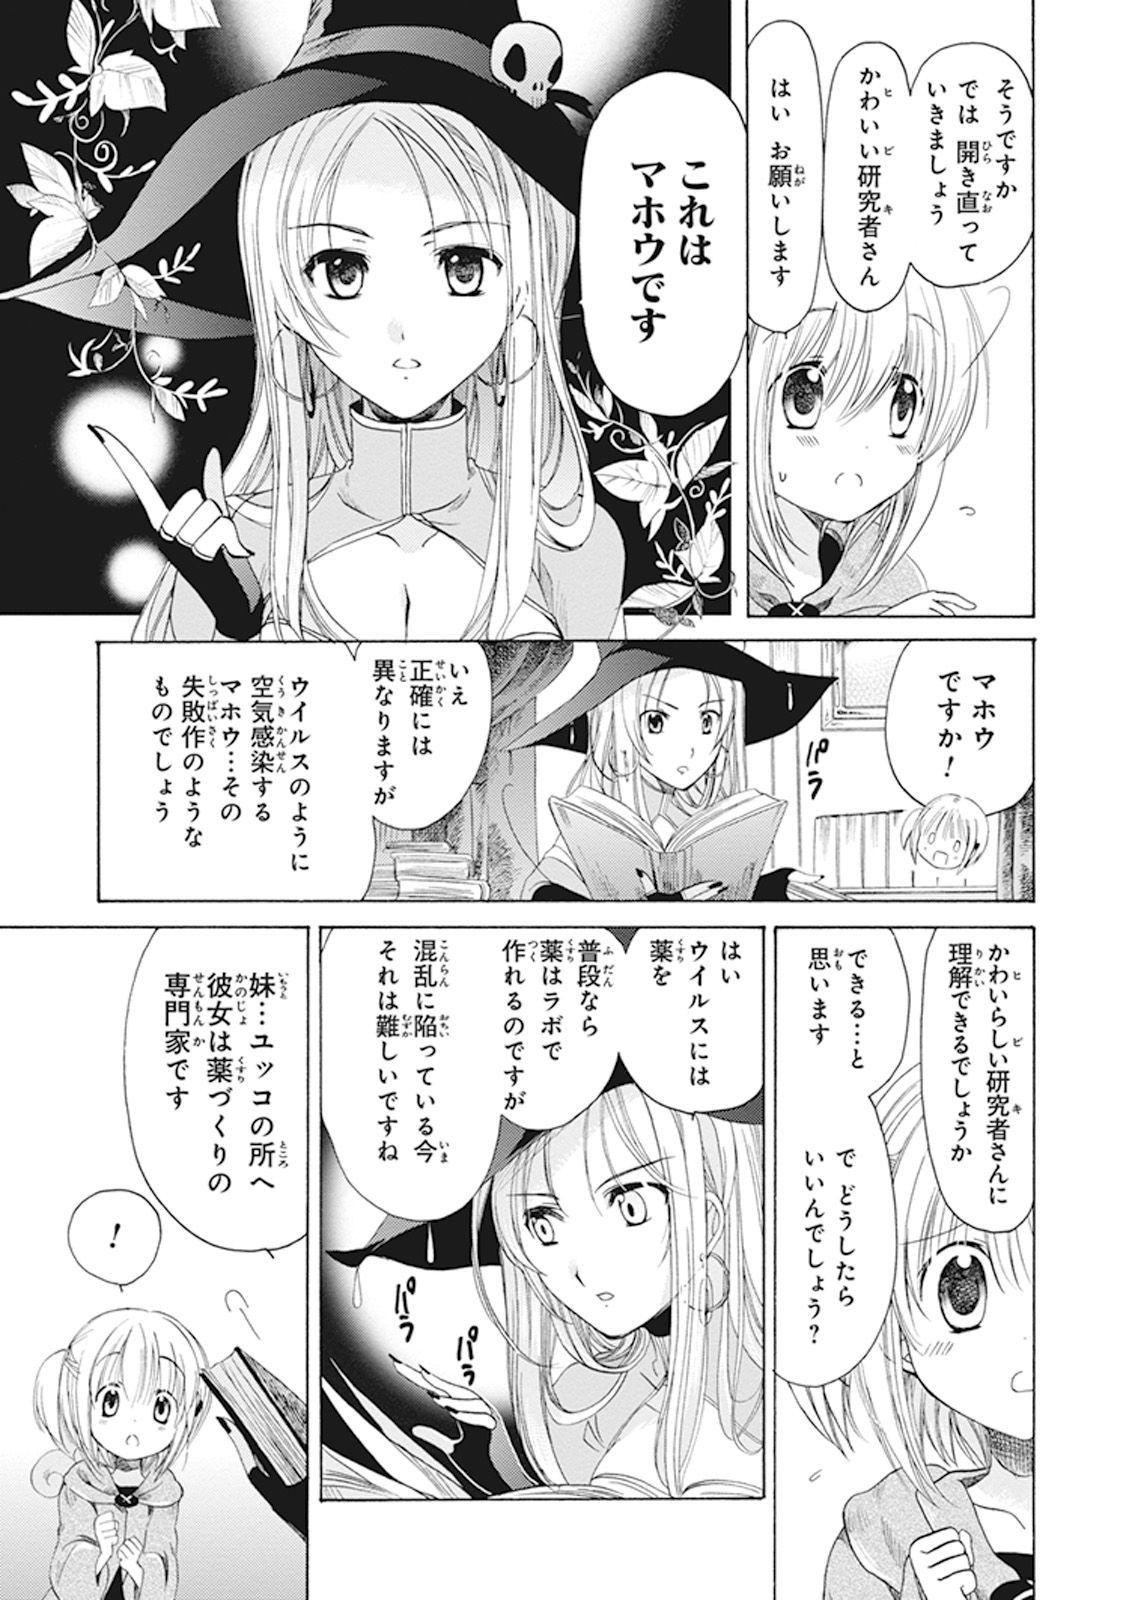 そうですか
では 開き直って
いきましょう
かわいい研究者さん
はい お願いします
これは
マホウです
マホウ
ですか！
パラ
いえ
正確には
異なりますが
ウイルスのように
空気感染する
マホウ…その
失敗作のような
ものでしょう
かわいらしい研究者さんに
理解できるでしょうか
できる…と
思います
で どうしたら
いいんでしょう？
はい
ウイルスには
薬を
普段なら
薬はラボで
作れるのですが
混乱に陥っている今
それは難しいですね
パラ
パラ
妹…ユッコの所へ
彼女は薬づくりの
専門家です
！